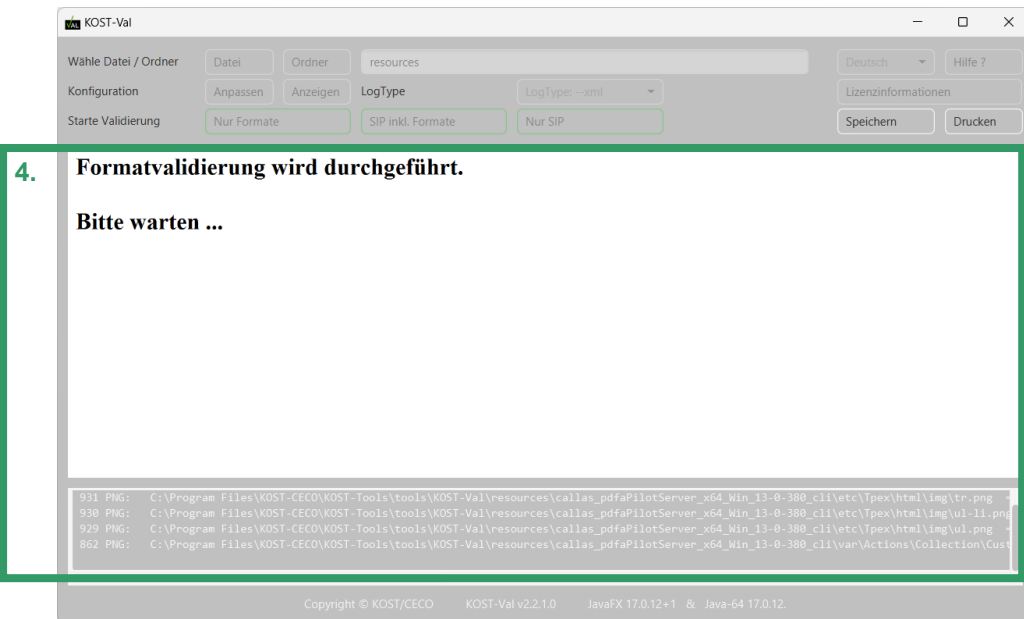 VAL KOST-Val
Wähle Datei / Ordner Datei Ordner resources Deutsch Hilfe ?
Konfiguration Anpassen Anzeigen LogType LogType: --xml Lizenzinformationen
Starte Validierung Nur Formate SIP inkl. Formate Nur SIP Speichern Drucken
4.
Formatvalidierung wird durchgeführt.
Bitte warten ...
931 PNG: C:\Program Files\KOST-CECO\KOST-Tools\tools\KOST-Val\resources\callas_pdfaPilotServer_x64_Win_13-0-380_cli\etc\Tpex\html\img\tr.png
930 PNG: C:\Program Files\KOST-CECO\KOST-Tools\tools\KOST-Val\resources\callas_pdfaPilotServer_x64_Win_13-0-380_cli\etc\Tpex\html\img\ul-li.png
929 PNG: C:\Program Files\KOST-CECO\KOST-Tools\tools\KOST-Val\resources\callas_pdfaPilotServer_x64_Win_13-0-380_cli\etc\Tpex\html\img\ul.png
862 PNG: C:\Program Files\KOST-CECO\KOST-Tools\tools\KOST-Val\resources\callas_pdfaPilotServer_x64_Win_13-0-380_cli\var\Actions\Collection\Cust
Copyright © KOST/CECO KOST-Val v2.2.1.0 JavaFX 17.0.12+1 & Java-64 17.0.12.